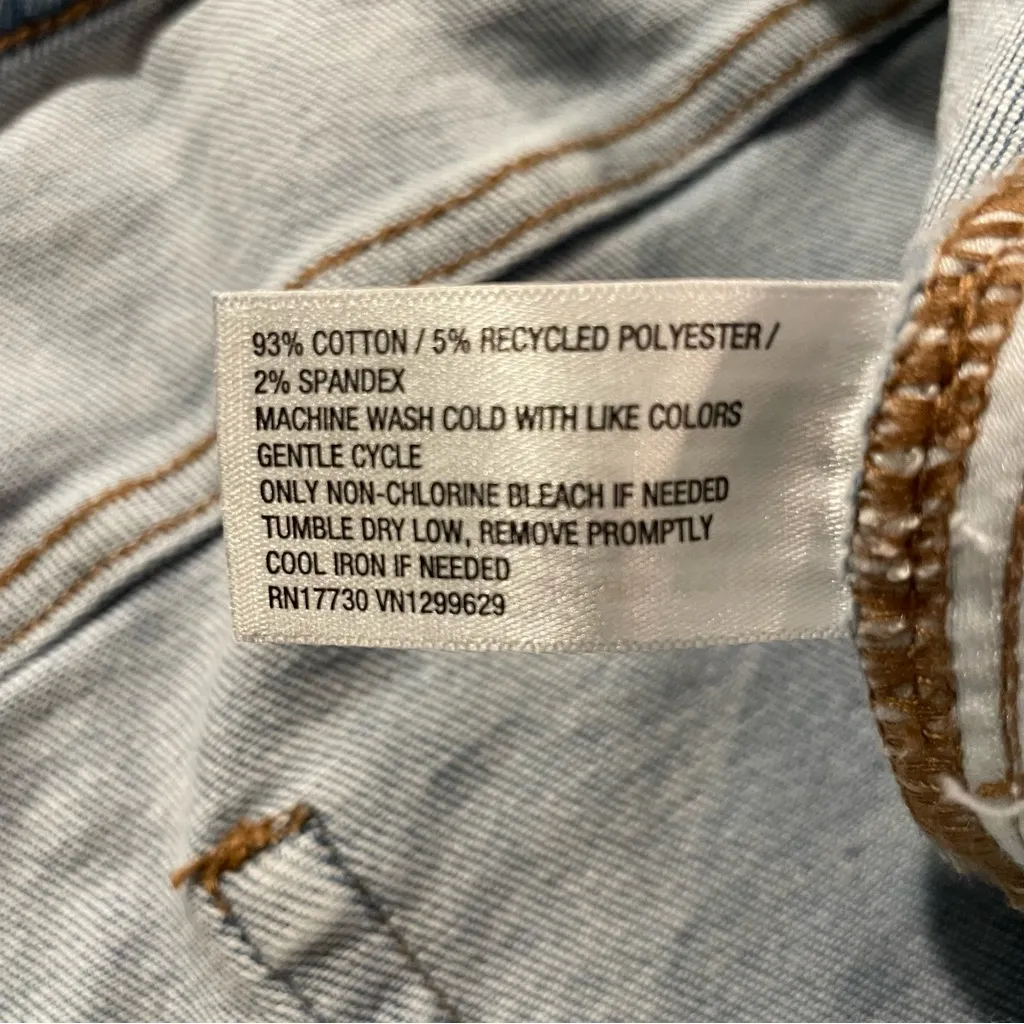 93% COTTON / 5% RECYCLED POLYESTER /
2% SPANDEX
MACHINE WASH COLD WITH LIKE COLORS
GENTLE CYCLE
ONLY NON-CHLORINE BLEACH IF NEEDED
TUMBLE DRY LOW, REMOVE PROMPTLY
COOL IRON IF NEEDED
RN17730 VN1299629